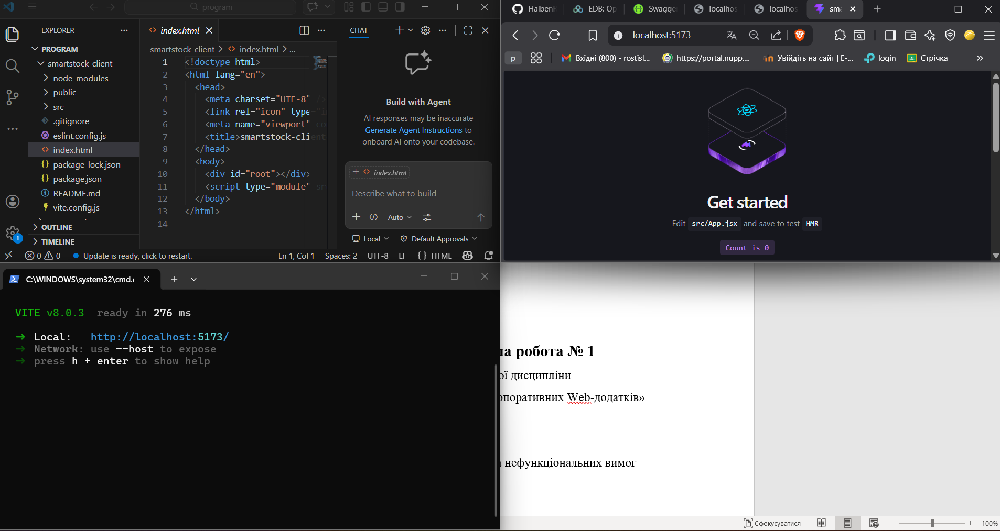 program
EXPLORER
PROGRAM
smartstock-client
node_modules
public
src
.gitignore
eslint.config.js
index.html
package-lock.json
package.json
README.md
vite.config.js
OUTLINE
TIMELINE
index.html
smartstock-client > index.html > ...
1 <!doctype html>
2 <html lang="en">
3 <head>
4 <meta charset="UTF-8" />
5 <link rel="icon" type="i
6 <meta name="viewport" co
7 <title>smartstock-client
8 </head>
9 <body>
10 <div id="root"></div>
11 <script type="module" sr
12 </body>
13 </html>
14
CHAT
Build with Agent
AI responses may be inaccurate
Generate Agent Instructions to
onboard AI onto your codebase.
index.html
Describe what to build
Auto
Local
Default Approvals
1
0 0
Update is ready, click to restart.
Ln 1, Col 1
Spaces: 2
UTF-8
LF
{ } HTML
HalbenR
EDB: Op
Swagge
localhos
localhos
sma
localhost:5173
p
Вхідні (800) - rostisl...
https://portal.nupp....
Увійдіть на сайт | Е-...
login
Стрічка
Get started
Edit src/App.jsx and save to test HMR
Count is 0
C:\WINDOWS\system32\cmd.e
VITE v8.0.3 ready in 276 ms
➜ Local: http://localhost:5173/
➜ Network: use --host to expose
➜ press h + enter to show help
на робота № 1
ої дисципліни
рпоративних Web-додатків»
а нефункціональних вимог
Сфокусуватися
100%